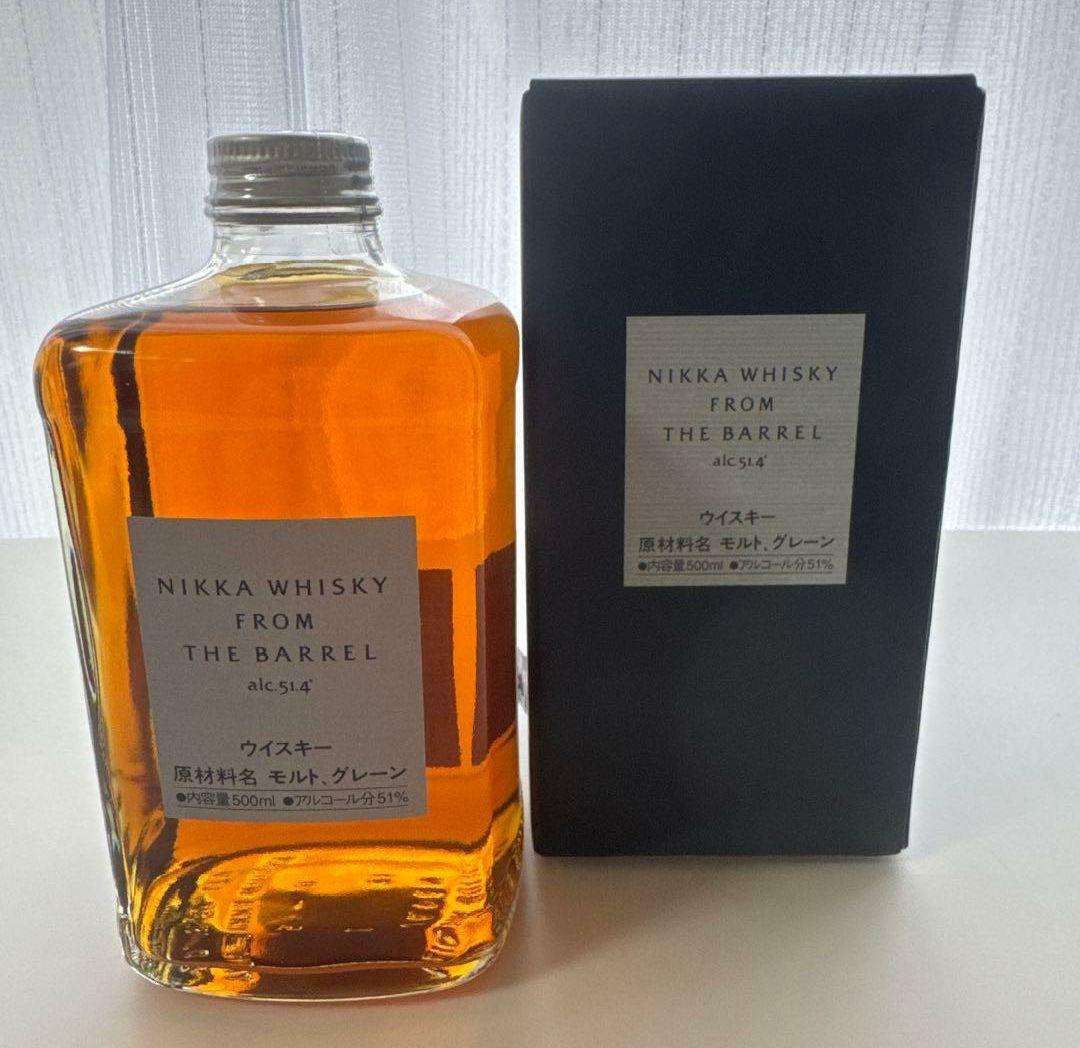 NIKKA WHISKY
FROM
THE BARREL
alc.51.4°
ウイスキー
原材料名 モルト、グレーン
●内容量500ml ●アルコール分51%
NIKKA WHISKY
FROM
THE BARREL
alc.51.4°
ウイスキー
原材料名 モルト、グレーン
●内容量500ml ●アルコール分51%